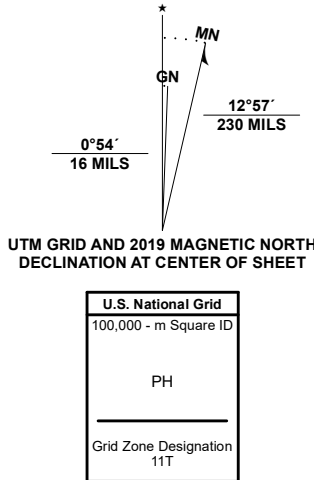 ★
MN
GN
0°54´
16 MILS
12°57´
230 MILS
UTM GRID AND 2019 MAGNETIC NORTH
DECLINATION AT CENTER OF SHEET
U.S. National Grid
100,000 - m Square ID
PH
Grid Zone Designation
11T